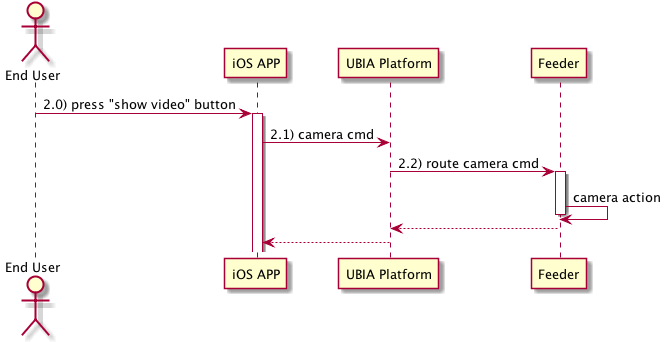 End User
iOS APP
UBIA Platform
Feeder
2.0) press "show video" button
2.1) camera cmd
2.2) route camera cmd
camera action
End User
iOS APP
UBIA Platform
Feeder